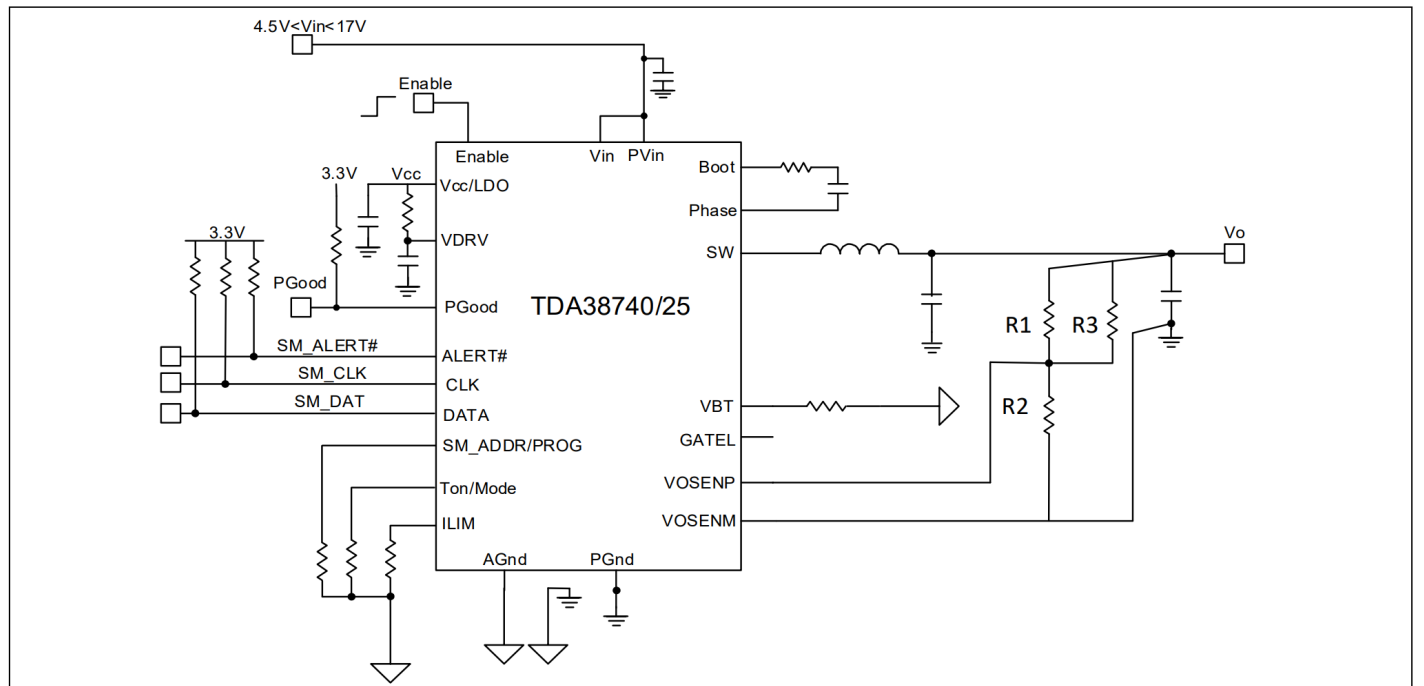 4.5V<Vin<17V
Enable
Enable
Vin
PVin
Boot
3.3V
Vcc
Vcc/LDO
Phase
3.3V
VDRV
SW
Vo
PGood
PGood
TDA38740/25
R1
R3
SM_ALERT#
ALERT#
SM_CLK
CLK
SM_DAT
DATA
VBT
R2
GATEL
SM_ADDR/PROG
Ton/Mode
VOSENP
ILIM
VOSENM
AGnd
PGnd